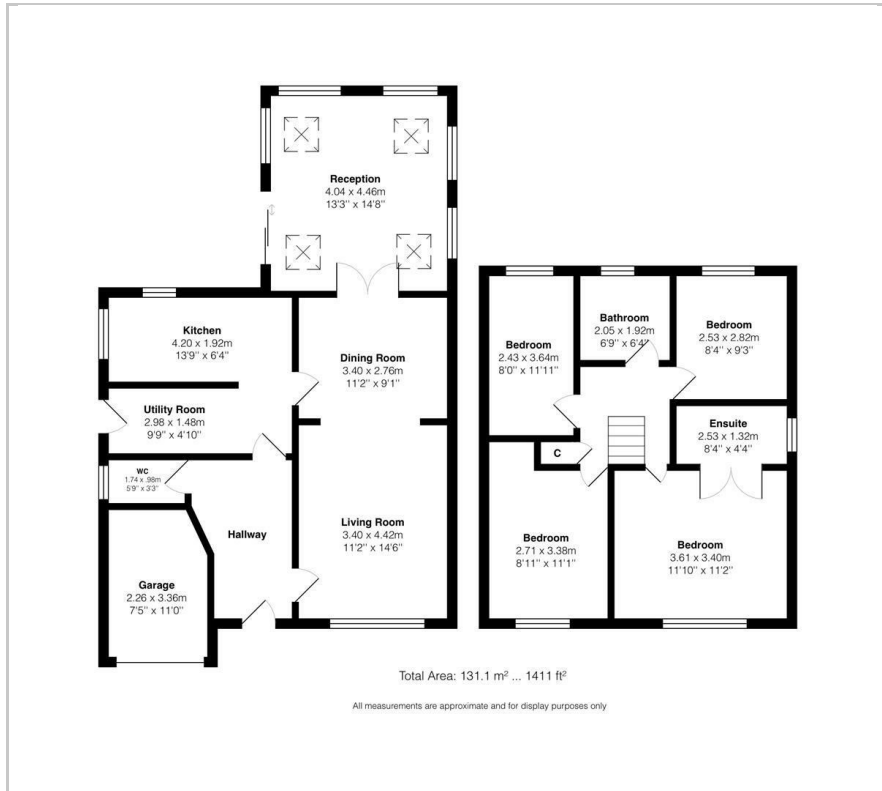 Reception
4.04 x 4.46m
13'3'' x 14'8''
Kitchen
4.20 x 1.92m
13'9'' x 6'4''
Dining Room
3.40 x 2.76m
11'2'' x 9'1''
Utility Room
2.98 x 1.48m
9'9'' x 4'10''
WC
1.74 x .98m
5'9'' x 3'3''
Hallway
Living Room
3.40 x 4.42m
11'2'' x 14'6''
Garage
2.26 x 3.36m
7'5'' x 11'0''
Bedroom
2.43 x 3.64m
8'0'' x 11'11''
Bathroom
2.05 x 1.92m
6'9'' x 6'4''
Bedroom
2.53 x 2.82m
8'4'' x 9'3''
Ensuite
2.53 x 1.32m
8'4'' x 4'4''
C
Bedroom
2.71 x 3.38m
8'11'' x 11'1''
Bedroom
3.61 x 3.40m
11'10'' x 11'2''
Total Area: 131.1 m² ... 1411 ft²
All measurements are approximate and for display purposes only